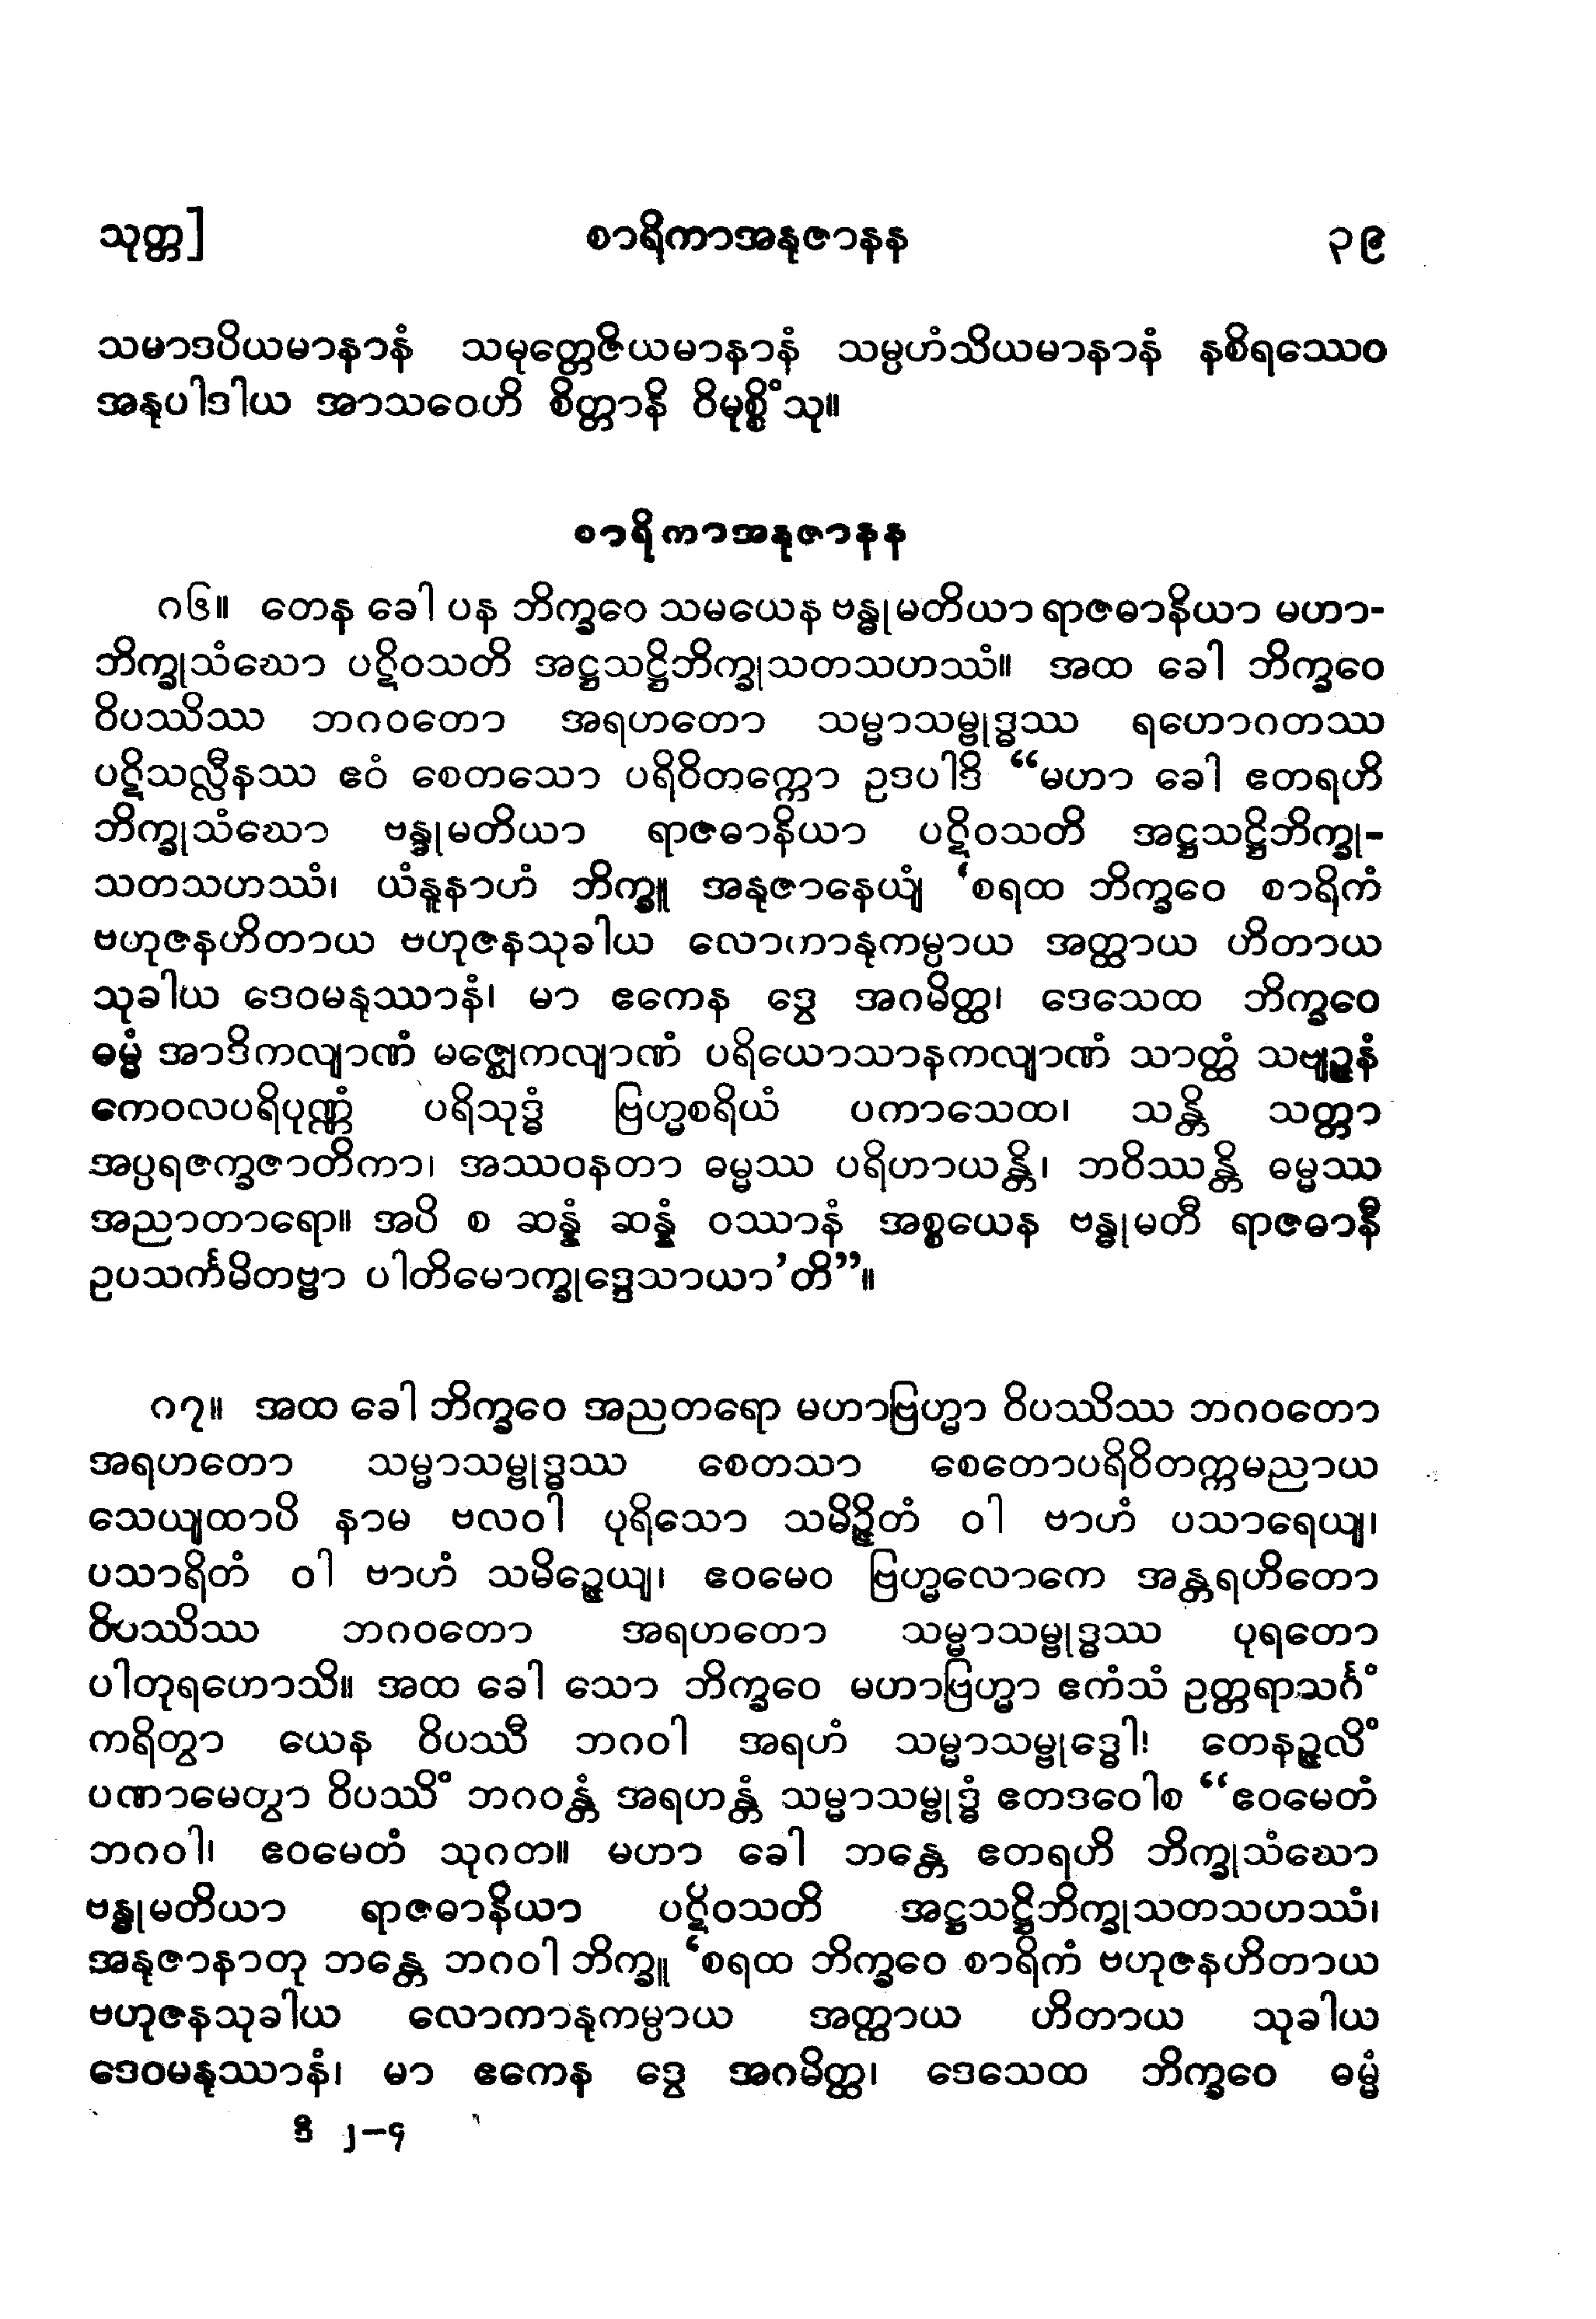 သုတ္တ]
စာရိကာအနုဇာနန
၃၉
သမာဒပိယမာနာနံ သမုတ္တေဇိယမာနာနံ သမ္ပဟံသိယမာနာနံ နစိရဿေဝ
အနုပါဒါယ အာသဝေဟိ စိတ္တာနိ ဝိမုစ္စိံသု။
စာရိကာအနုဇာနန
၈၆။ တေန ခေါ ပန ဘိက္ခဝေ သမယေန ဗန္ဓုမတိယာ ရာဇဓာနိယာ မဟာ-
ဘိက္ခုသံဃော ပဋိဝသတိ အဋ္ဌသဋ္ဌိဘိက္ခုသတသဟဿံ။ အထ ခေါ ဘိက္ခဝေ
ဝိပဿိဿ ဘဂဝတော အရဟတော သမ္မာသမ္ဗုဒ္ဓဿ ရဟောဂတဿ
ပဋိသလ္လီနဿ ဧဝံ စေတသော ပရိဝိတက္ကော ဥဒပါဒိ “မဟာ ခေါ ဧတရဟိ
ဘိက္ခုသံဃော ဗန္ဓုမတိယာ ရာဇဓာနိယာ ပဋိဝသတိ အဋ္ဌသဋ္ဌိဘိက္ခု-
သတသဟဿံ၊ ယံနူနာဟံ ဘိက္ခူ အနုဇာနေယျံ ‘စရထ ဘိက္ခဝေ စာရိကံ
ဗဟုဇနဟိတာယ ဗဟုဇနသုခါယ လောကာနုကမ္ပာယ အတ္ထာယ ဟိတာယ
သုခါယ ဒေဝမနုဿာနံ၊ မာ ဧကေန ဒွေ အဂမိတ္ထ၊ ဒေသေထ ဘိက္ခဝေ
ဓမ္မံ အာဒိကလျာဏံ မဇ္ဈေကလျာဏံ ပရိယောသာနကလျာဏံ သာတ္ထံ သဗျဉ္ဇနံ
ကေဝလပရိပုဏ္ဏံ ပရိသုဒ္ဓံ ဗြဟ္မစရိယံ ပကာသေထ၊ သန္တိ သတ္တာ
အပ္ပရဇက္ခဇာတိကာ၊ အဿဝနတာ ဓမ္မဿ ပရိဟာယန္တိ၊ ဘဝိဿန္တိ ဓမ္မဿ
အညာတာရော။ အပိ စ ဆန္နံ ဆန္နံ ဝဿာနံ အစ္စယေန ဗန္ဓုမတီ ရာဇဓာနီ
ဥပသင်္ကမိတဗ္ဗာ ပါတိမောက္ခုဒ္ဒေသာယာ’တိ”။
၈၇။ အထ ခေါ ဘိက္ခဝေ အညတရော မဟာဗြဟ္မာ ဝိပဿိဿ ဘဂဝတော
အရဟတော သမ္မာသမ္ဗုဒ္ဓဿ စေတသာ စေတောပရိဝိတက္ကမညာယ
သေယျထာပိ နာမ ဗလဝါ ပုရိသော သမိဉ္ဇိတံ ဝါ ဗာဟံ ပသာရေယျ၊
ပသာရိတံ ဝါ ဗာဟံ သမိဉ္ဇေယျ၊ ဧဝမေဝ ဗြဟ္မလောကေ အန္တရဟိတော
ဝိပဿိဿ ဘဂဝတော အရဟတော သမ္မာသမ္ဗုဒ္ဓဿ ပုရတော
ပါတုရဟောသိ။ အထ ခေါ သော ဘိက္ခဝေ မဟာဗြဟ္မာ ဧကံသံ ဥတ္တရာသင်္ဂံ
ကရိတွာ ယေန ဝိပဿီ ဘဂဝါ အရဟံ သမ္မာသမ္ဗုဒ္ဓေါ၊ တေနဉ္ဇလိံ
ပဏာမေတွာ ဝိပဿိံ ဘဂဝန္တံ အရဟန္တံ သမ္မာသမ္ဗုဒ္ဓံ ဧတဒဝေါစ “ဧဝမေတံ
ဘဂဝါ၊ ဧဝမေတံ သုဂတ။ မဟာ ခေါ ဘန္တေ ဧတရဟိ ဘိက္ခုသံဃော
ဗန္ဓုမတိယာ ရာဇဓာနိယာ ပဋိဝသတိ အဋ္ဌသဋ္ဌိဘိက္ခုသတသဟဿံ၊
အနုဇာနာတု ဘန္တေ ဘဂဝါ ဘိက္ခူ ‘စရထ ဘိက္ခဝေ စာရိကံ ဗဟုဇနဟိတာယ
ဗဟုဇနသုခါယ လောကာနုကမ္ပာယ အတ္ထာယ ဟိတာယ သုခါယ
ဒေဝမနုဿာနံ၊ မာ ဧကေန ဒွေ အဂမိတ္ထ၊ ဒေသေထ ဘိက္ခဝေ ဓမ္မံ
ဒီ ၂–၄